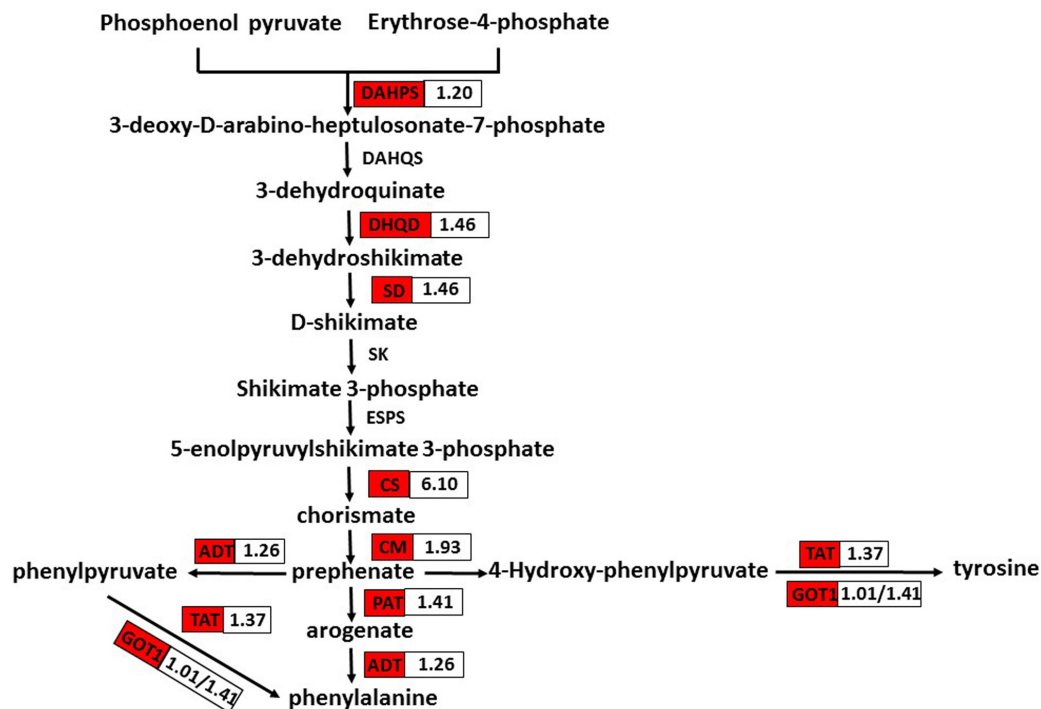 Phosphoenol pyruvate Erythrose-4-phosphate
DAHPS 1.20
3-deoxy-D-arabino-heptulosonate-7-phosphate
DAHQS
3-dehydroquinate
DHQD 1.46
3-dehydroshikimate
SD 1.46
D-shikimate
SK
Shikimate 3-phosphate
ESPS
5-enolpyruvylshikimate 3-phosphate
CS 6.10
chorismate
ADT 1.26 CM 1.93 TAT 1.37
phenylpyruvate prephenate 4-Hydroxy-phenylpyruvate tyrosine
GOT1 1.01/1.41
TAT 1.37 PAT 1.41
arogenate
GOT1 1.01/1.41 ADT 1.26
phenylalanine